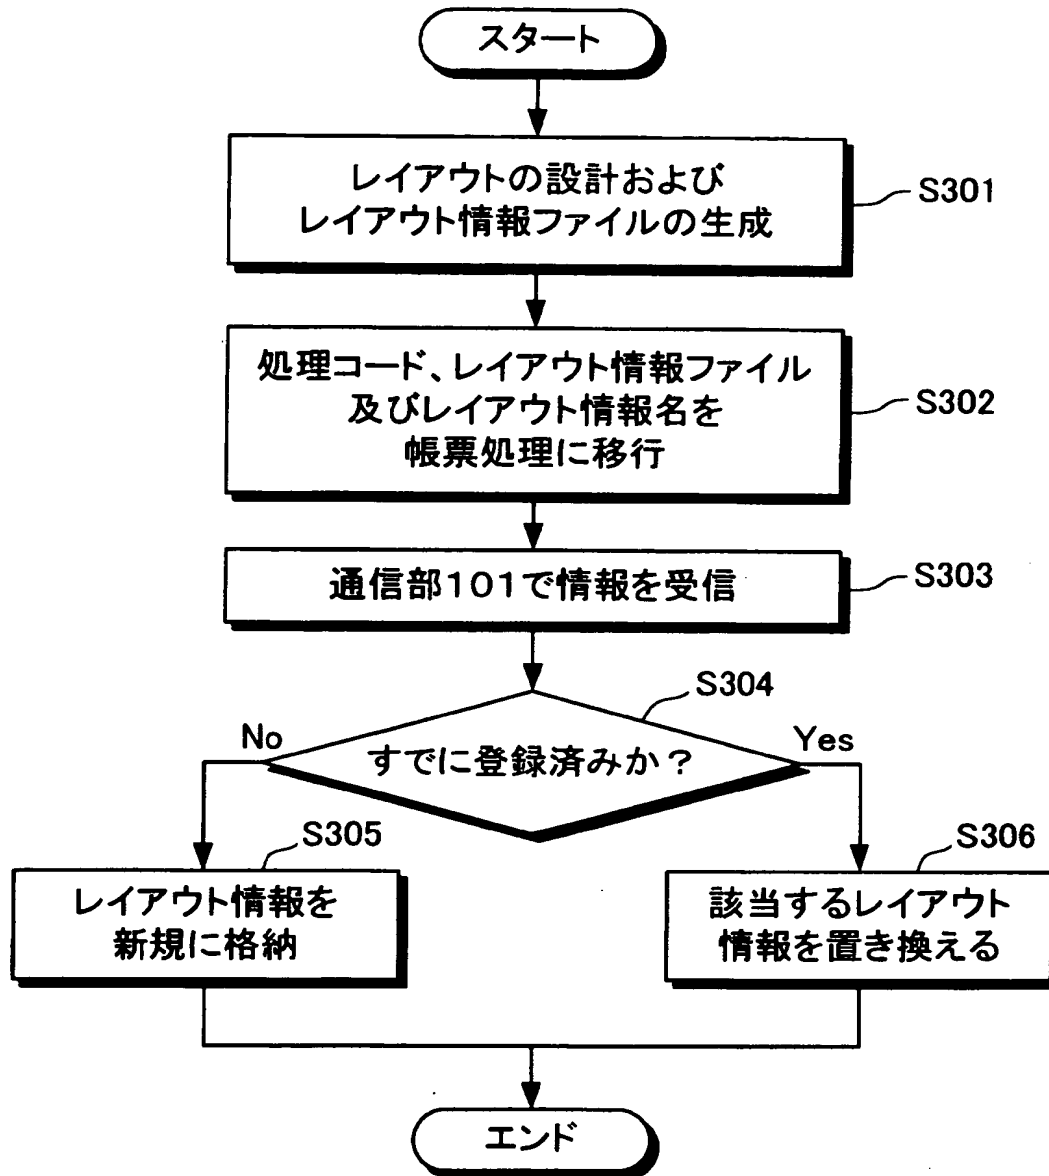 スタート
レイアウトの設計および
レイアウト情報ファイルの生成
S301
処理コード、レイアウト情報ファイル
及びレイアウト情報名を
帳票処理に移行
S302
通信部101で情報を受信
S303
S304
すでに登録済みか？
No
Yes
S305
レイアウト情報を
新規に格納
S306
該当するレイアウト
情報を置き換える
エンド